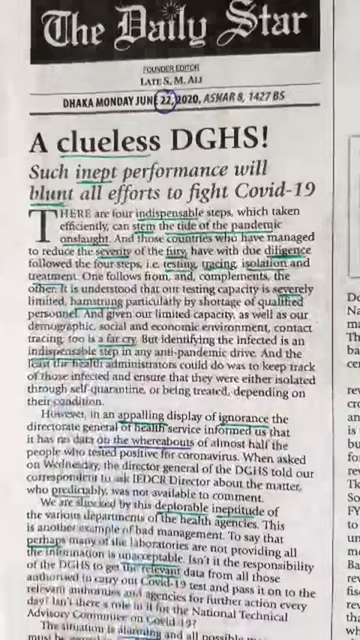 The Daily Star
FOUNDER EDITOR
LATE S. M. ALI
DHAKA MONDAY JUNE 22, 2020, ASHAR 8, 1427 BS
A clueless DGHS!
Such inept performance will
blunt all efforts to fight Covid-19
THERE are four indispensable steps, which taken
efficiently, can stem the tide of the pandemic
onslaught. And those countries who have managed
to reduce the severity of the fury, have with due diligence
followed the four steps, i.e. testing, tracing, isolation and
treatment. One follows from, and, complements, the
other. It is understood that our testing capacity is severely
limited, hamstrung particularly by shortage of qualified
personnel. And given our limited capacity, as well as our
demographic, social and economic environment, contact
tracing, too is a far cry. But identifying the infected is an
indispensable step in any anti-pandemic drive. And the
least the health administrators could do was to keep track
of those infected and ensure that they were either isolated
through self-quarantine, or being treated, depending on
their condition.
However, in an appalling display of ignorance the
directorate general of health service informed us that
it has no data on the whereabouts of almost half the
people who tested positive for coronavirus. When asked
on Wednesday, the director general of the DGHS told our
correspondent to ask IEDCR Director about the matter,
who predictably, was not available to comment.
We are shocked by this deplorable ineptitude of
the various departments of the health agencies. This
is another example of bad management. To say that
perhaps many of the laboratories are not providing all
the information is unacceptable. Isn't it the responsibility
of the DGHS to get the relevant data from all those
authorised to carry out Covid-19 test and pass it on to the
relevant authorities and agencies for further action every
day? Isn't there a role in it for the National Technical
Advisory Committee on Covid-19?
The situation is alarming and all
must be